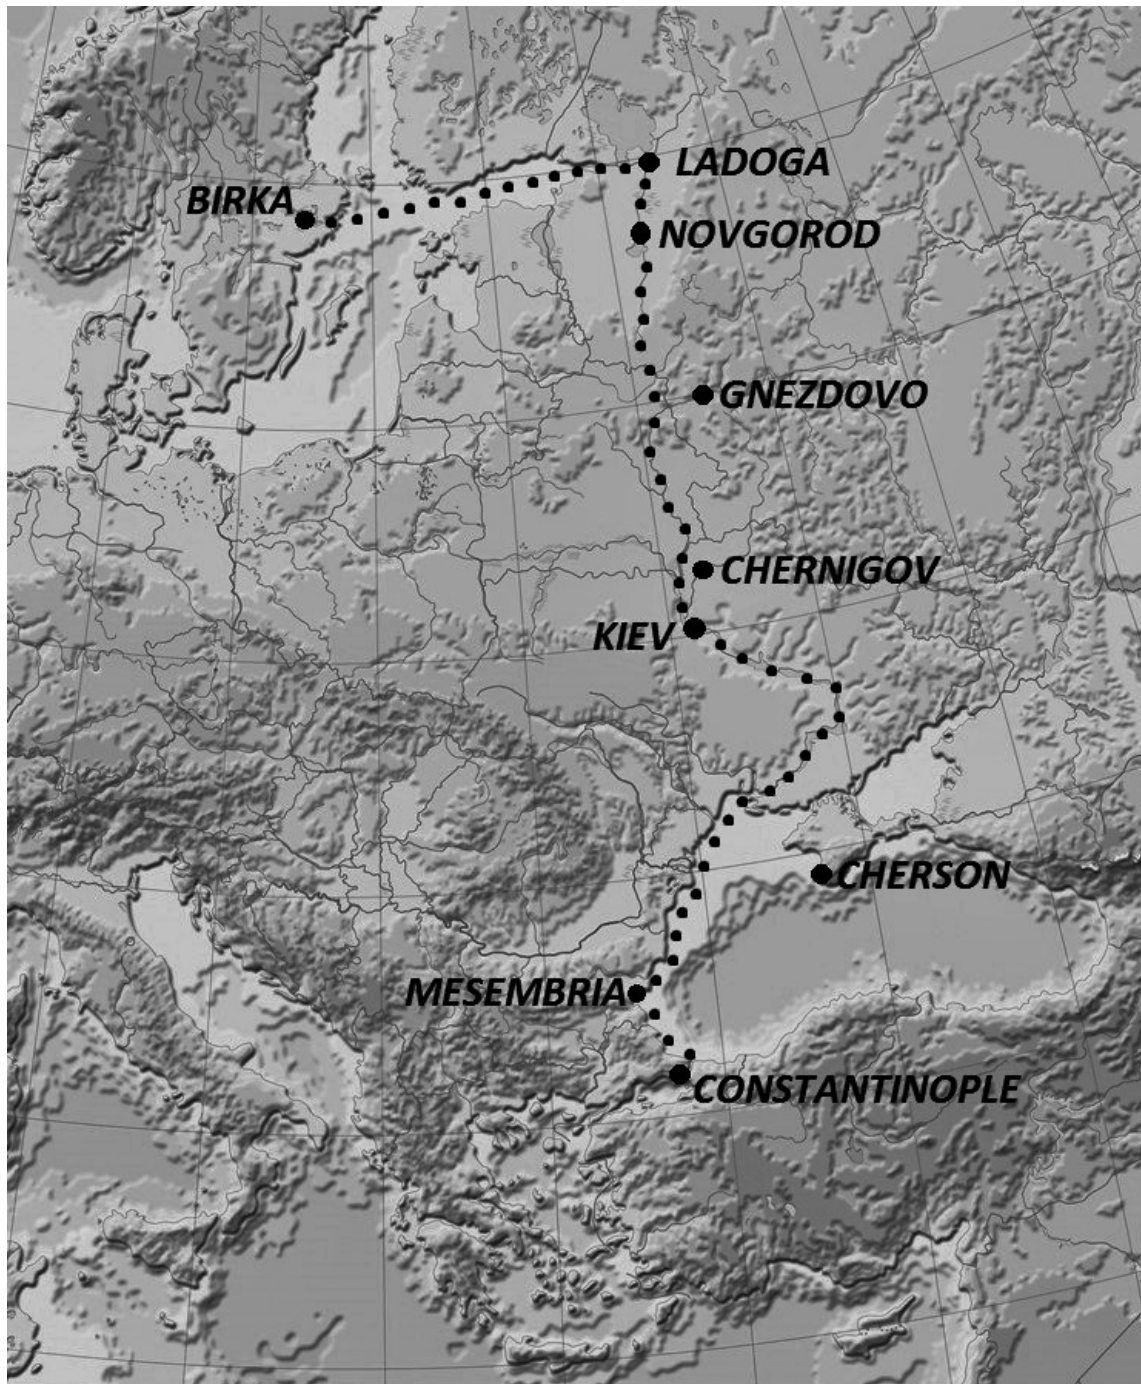 LADOGA
BIRKA
NOVGOROD
GNEZDOVO
CHERNIGOV
KIEV
CHERSON
MESEMBRIA
CONSTANTINOPLE